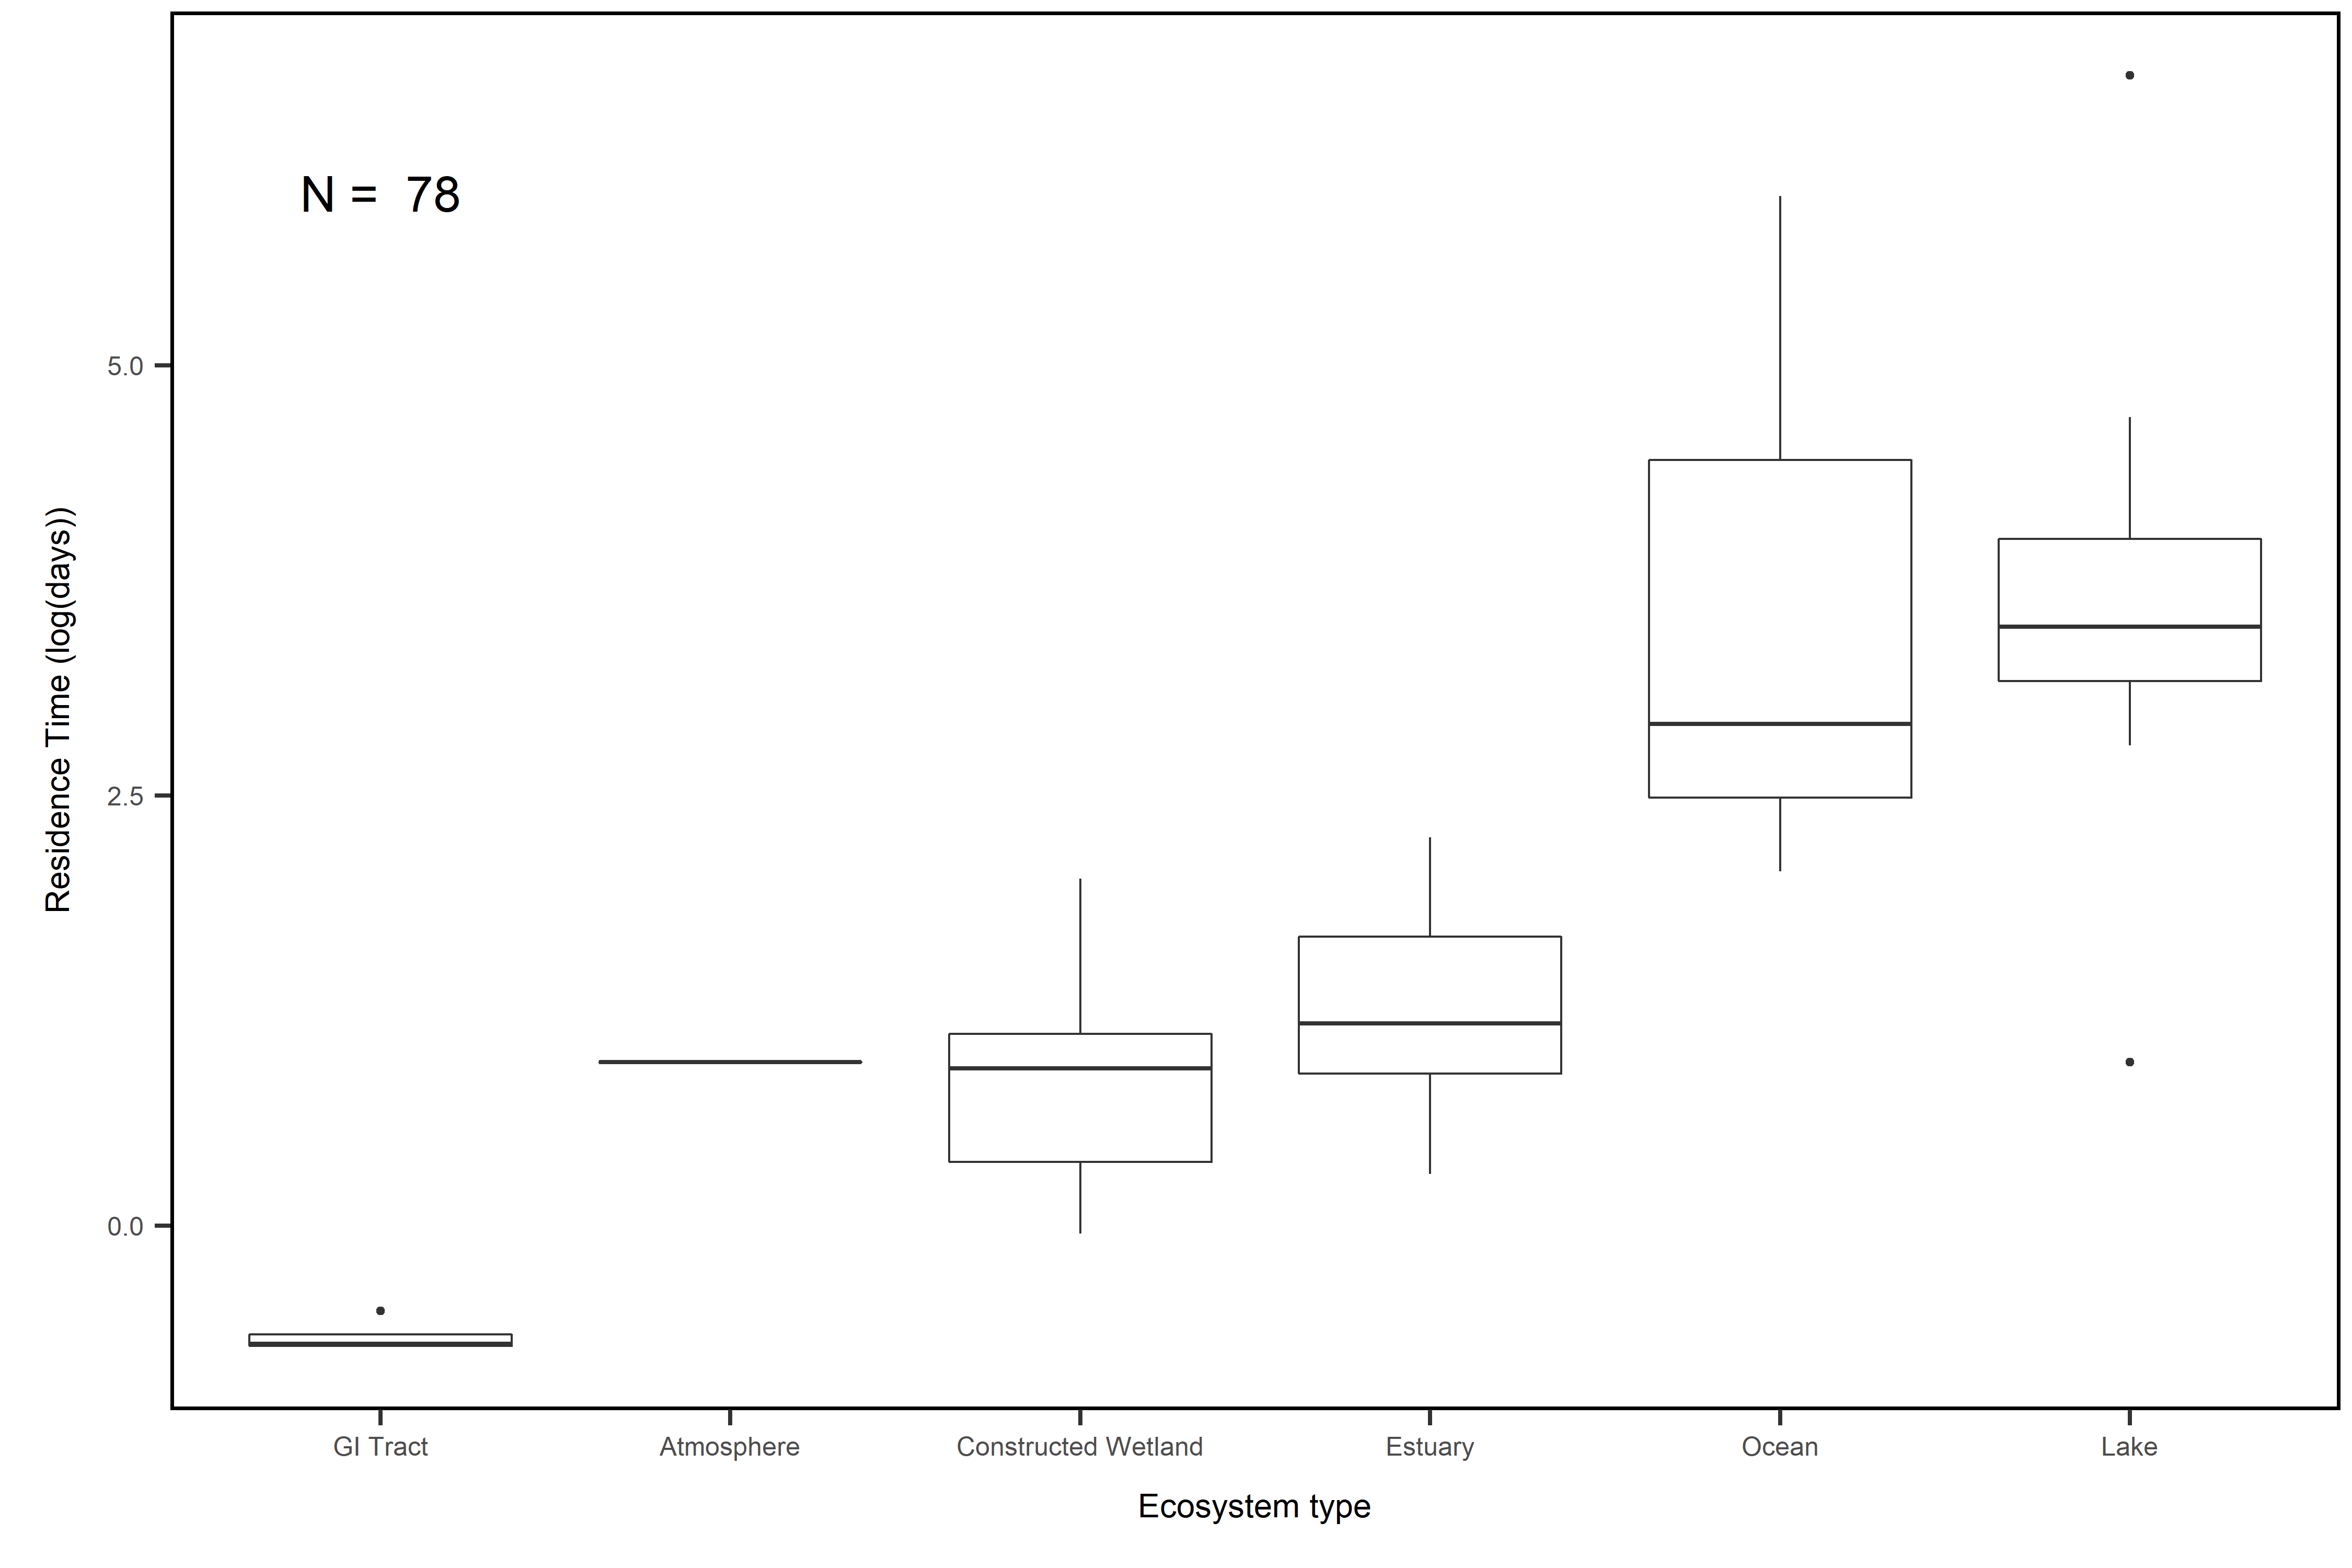 N =  78
Residence Time (log(days))
5.0
2.5
0.0
GI Tract
Atmosphere
Constructed Wetland
Estuary
Ocean
Lake
Ecosystem type